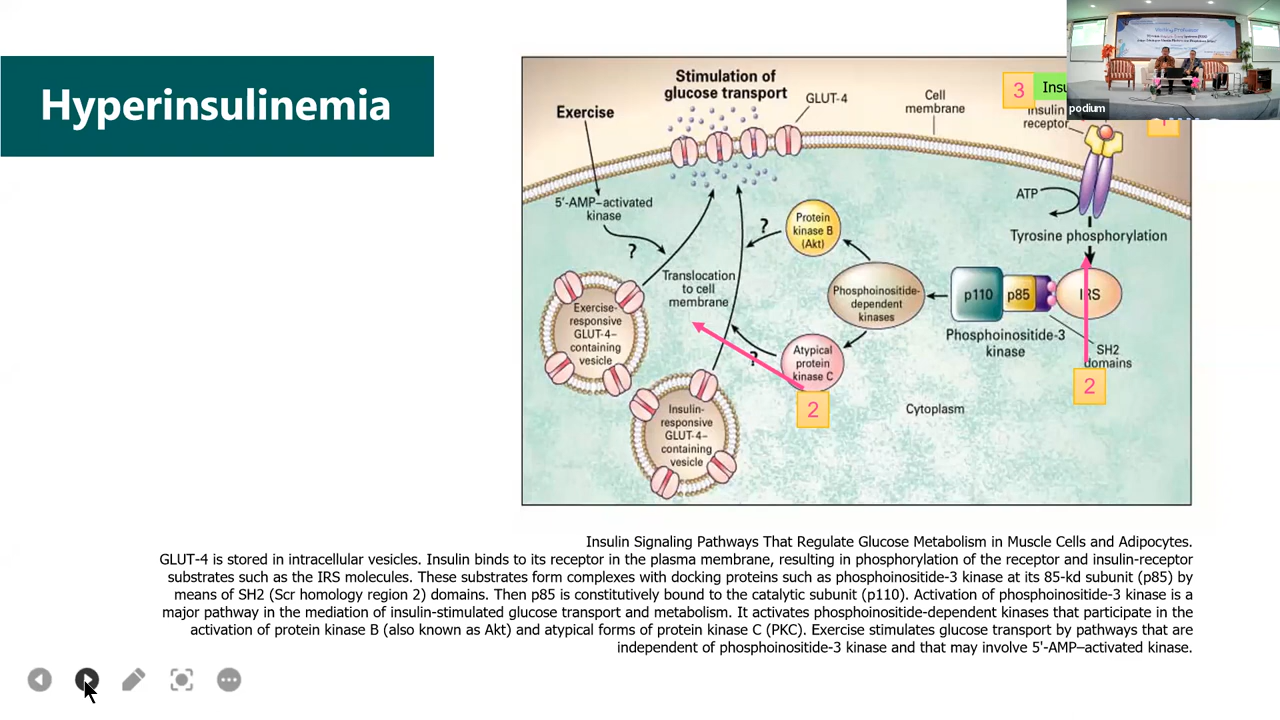 Hyperinsulinemia
Stimulation of
glucose transport
GLUT-4
Exercise
Cell
membrane
3
Insu
Insulin
receptor
podium
5'-AMP–activated
kinase
?
ATP
Tyrosine phosphorylation
Protein
kinase B
(Akt)
?
Translocation
to cell
membrane
Phosphoinositide-
dependent
kinases
p110
p85
IRS
Phosphoinositide-3
kinase
SH2
domains
2
Exercise-
responsive
GLUT-4–
containing
vesicle
Atypical
protein
kinase C
?
2
Cytoplasm
Insulin-
responsive
GLUT-4–
containing
vesicle
Insulin Signaling Pathways That Regulate Glucose Metabolism in Muscle Cells and Adipocytes.
GLUT-4 is stored in intracellular vesicles. Insulin binds to its receptor in the plasma membrane, resulting in phosphorylation of the receptor and insulin-receptor
substrates such as the IRS molecules. These substrates form complexes with docking proteins such as phosphoinositide-3 kinase at its 85-kd subunit (p85) by
means of SH2 (Scr homology region 2) domains. Then p85 is constitutively bound to the catalytic subunit (p110). Activation of phosphoinositide-3 kinase is a
major pathway in the mediation of insulin-stimulated glucose transport and metabolism. It activates phosphoinositide-dependent kinases that participate in the
activation of protein kinase B (also known as Akt) and atypical forms of protein kinase C (PKC). Exercise stimulates glucose transport by pathways that are
independent of phosphoinositide-3 kinase and that may involve 5'-AMP–activated kinase.